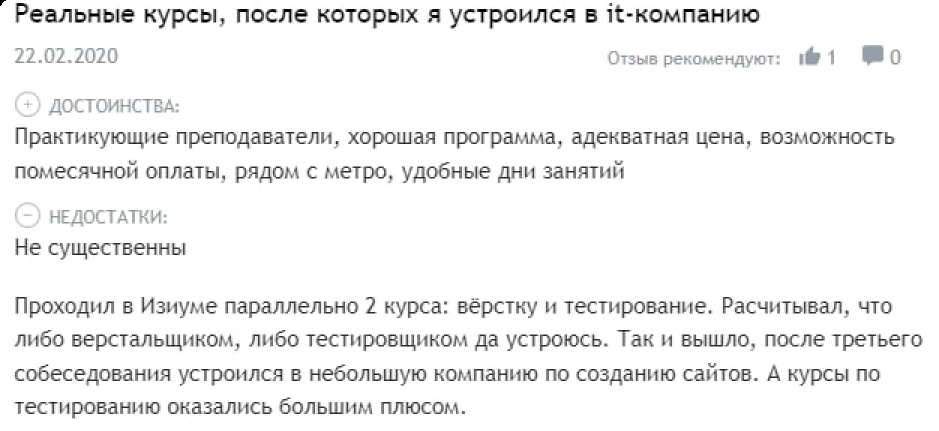 Реальные курсы, после которых я устроился в it-компанию
22.02.2020
Отзыв рекомендуют: 1 0
ДОСТОИНСТВА:
Практикующие преподаватели, хорошая программа, адекватная цена, возможность
помесячной оплаты, рядом с метро, удобные дни занятий
НЕДОСТАТКИ:
Не существенны
Проходил в Изиуме параллельно 2 курса: вёрстку и тестирование. Расчитывал, что
либо верстальщиком, либо тестировщиком да устроюсь. Так и вышло, после третьего
собеседования устроился в небольшую компанию по созданию сайтов. А курсы по
тестированию оказались большим плюсом.